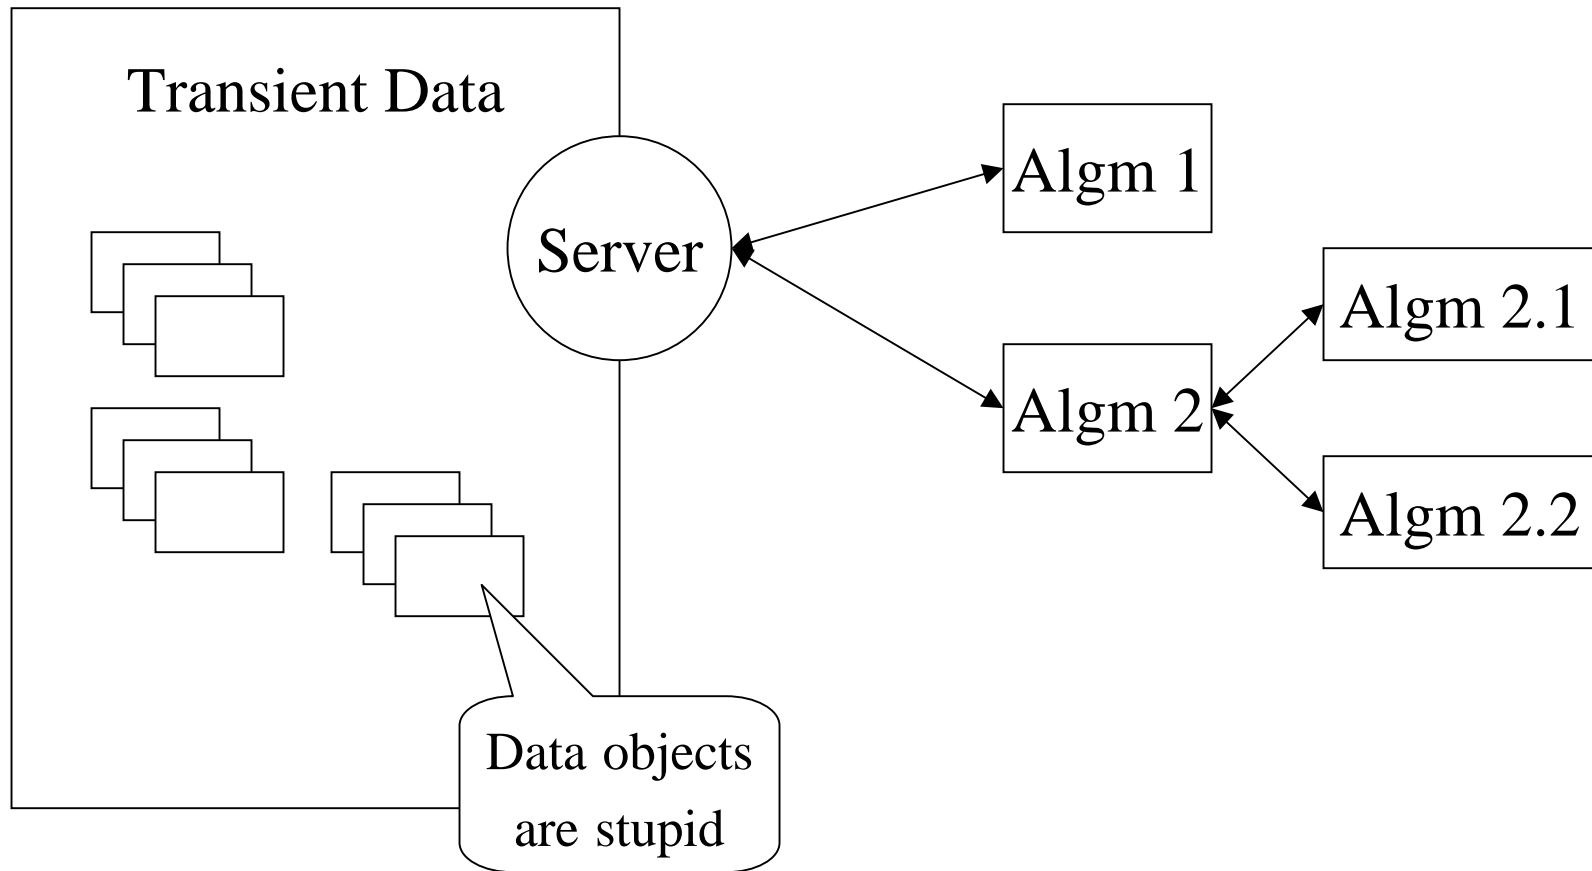 Transient Data
Server
Algm 1
Algm 2
Algm 2.1
Algm 2.2
Data objects
are stupid